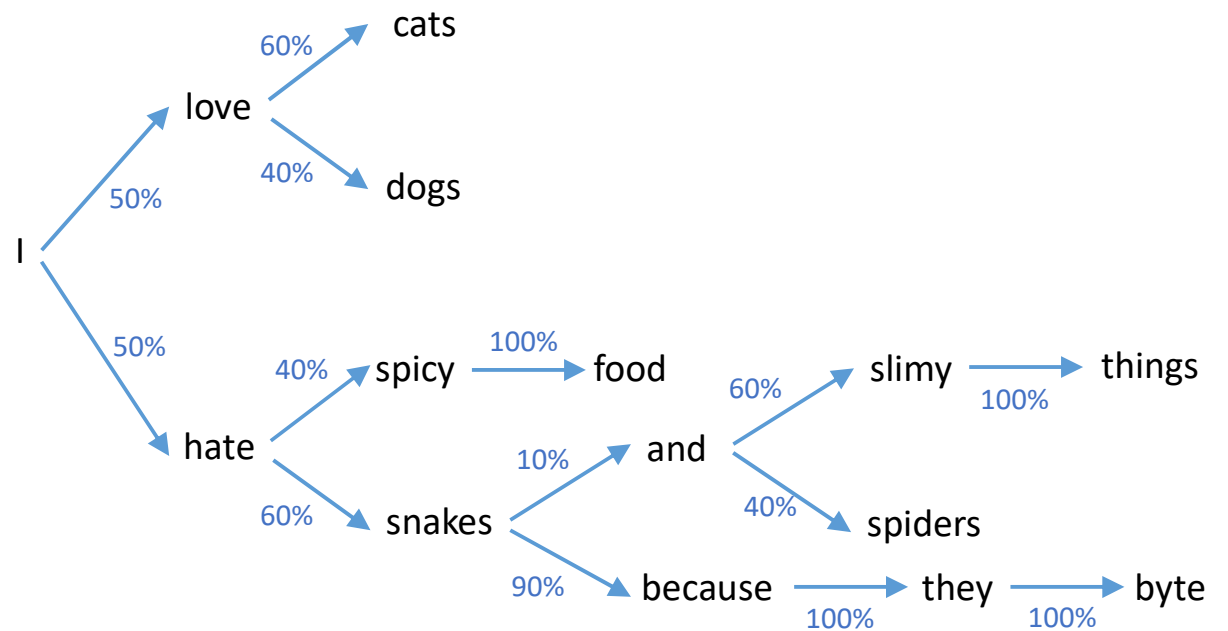 cats
60%
love
40%
dogs
50%
I
50%
40%
spicy
100%
food
hate
60%
snakes
10%
and
60%
slimy
100%
things
40%
spiders
90%
because
100%
they
100%
byte